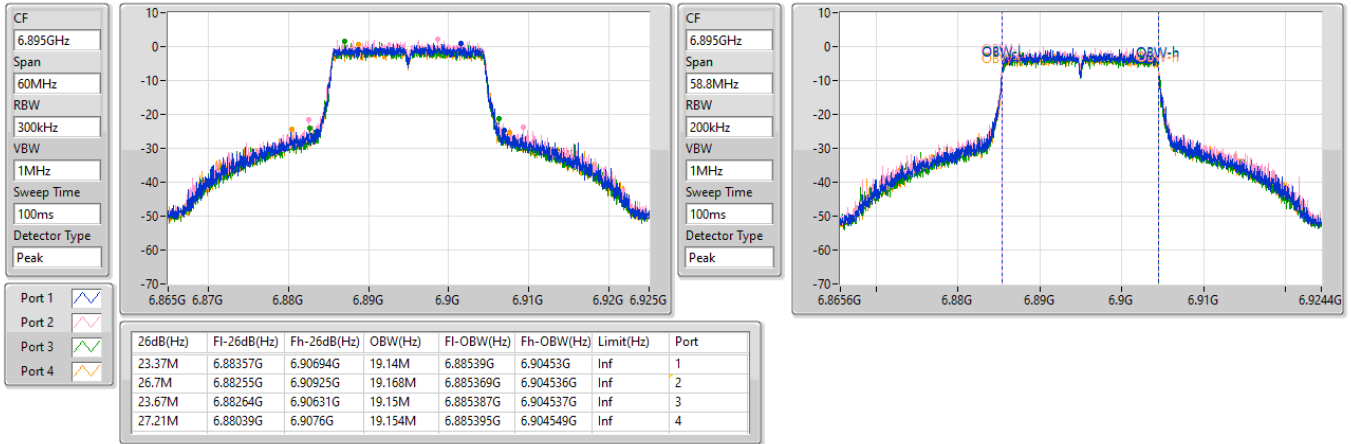 CF
6.895GHz
Span
60MHz
RBW
300kHz
VBW
1MHz
Sweep Time
100ms
Detector Type
Peak
Port 1
Port 2
Port 3
Port 4
10
0
-10
-20
-30
-40
-50
-60
-70
6.865G 6.87G 6.88G 6.89G 6.9G 6.91G 6.92G 6.925G
CF
6.895GHz
Span
58.8MHz
RBW
200kHz
VBW
1MHz
Sweep Time
100ms
Detector Type
Peak
10
0
-10
-20
-30
-40
-50
-60
-70
OBW-h
6.8656G 6.88G 6.89G 6.9G 6.91G 6.9244G
26dB(Hz) Fl-26dB(Hz) Fh-26dB(Hz) OBW(Hz) Fl-OBW(Hz) Fh-OBW(Hz) Limit(Hz) Port
23.37M 6.88357G 6.90694G 19.14M 6.88539G 6.90453G Inf 1
26.7M 6.88255G 6.90925G 19.168M 6.885369G 6.904536G Inf 2
23.67M 6.88264G 6.90631G 19.15M 6.885387G 6.904537G Inf 3
27.21M 6.88039G 6.9076G 19.154M 6.885395G 6.904549G Inf 4